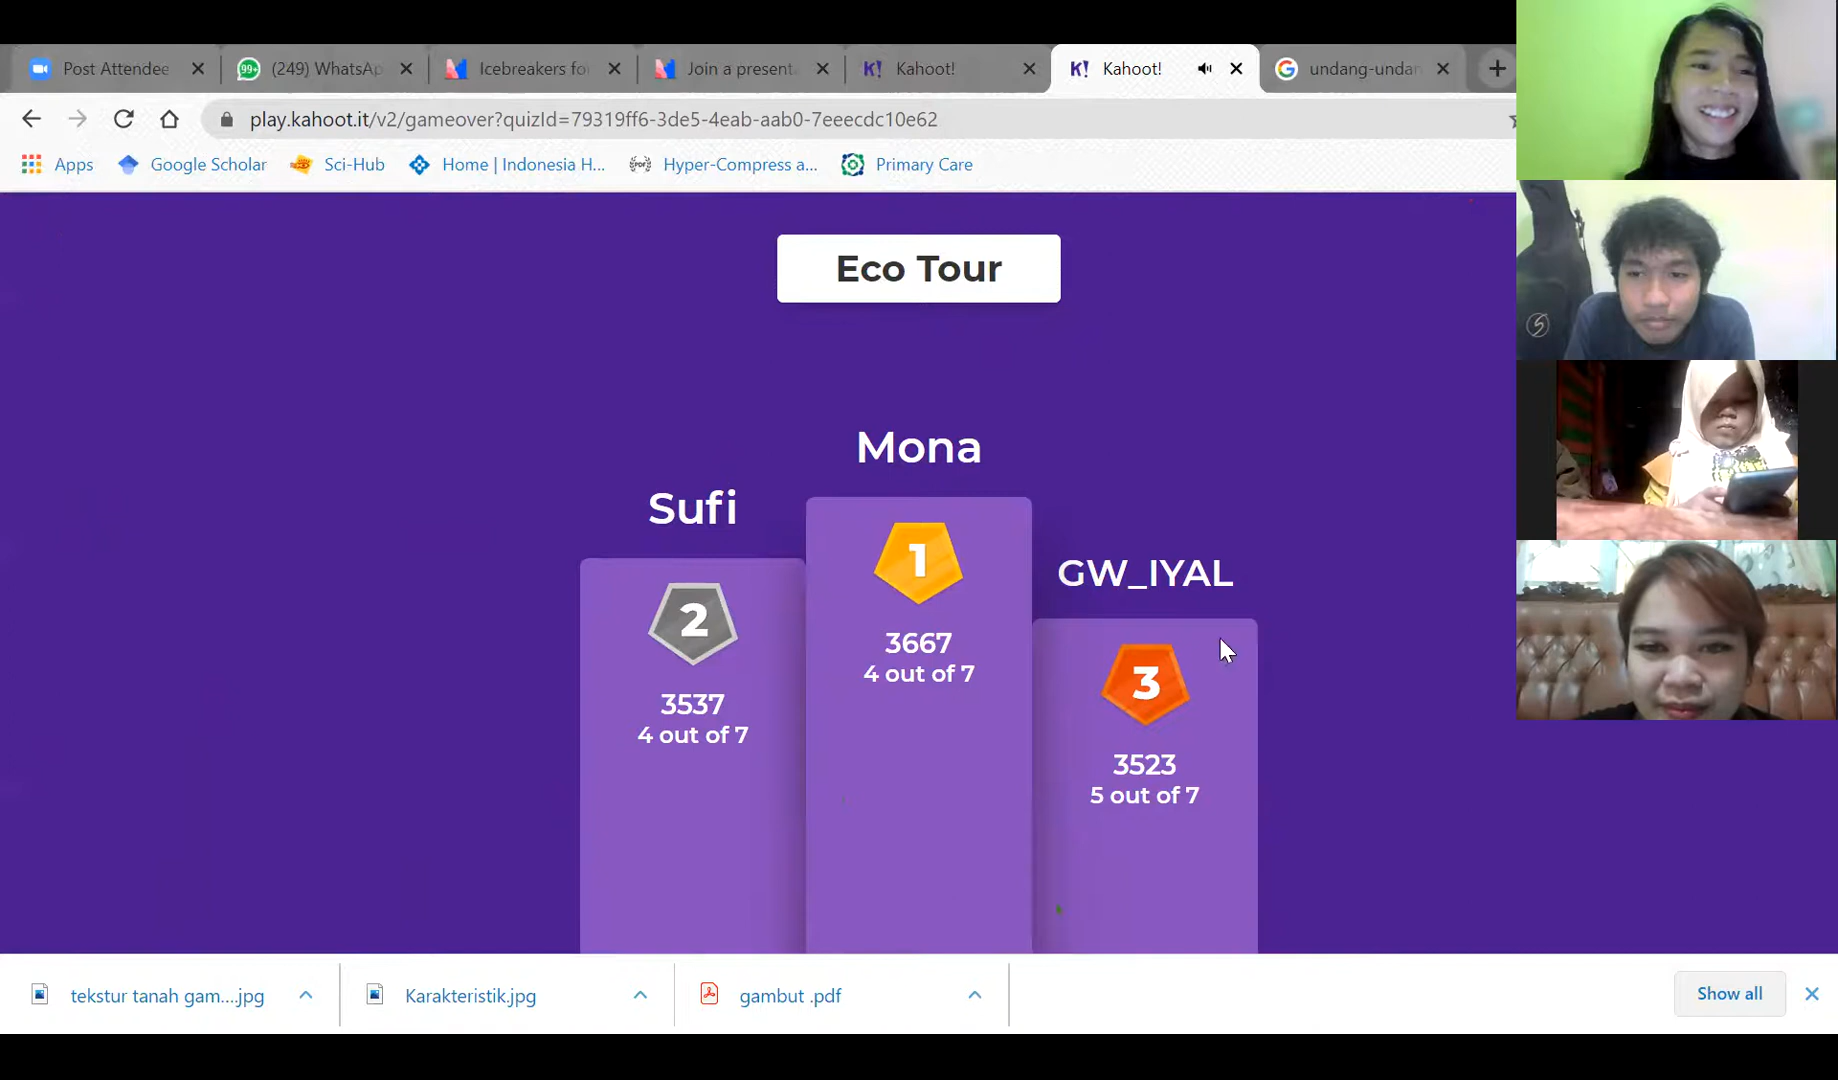 Post Attendee
99+
(249) WhatsAp
Icebreakers fo
Join a present
K! Kahoot!
K! Kahoot!
undang-undan
play.kahoot.it/v2/gameover?quizId=79319ff6-3de5-4eab-aab0-7eeecdc10e62
Apps
Google Scholar
Sci-Hub
Home | Indonesia H...
Hyper-Compress a...
Primary Care
Eco Tour
Mona
Sufi
GW_IYAL
1
3667
4 out of 7
2
3537
4 out of 7
3
3523
5 out of 7
tekstur tanah gam....jpg
Karakteristik.jpg
gambut .pdf
Show all